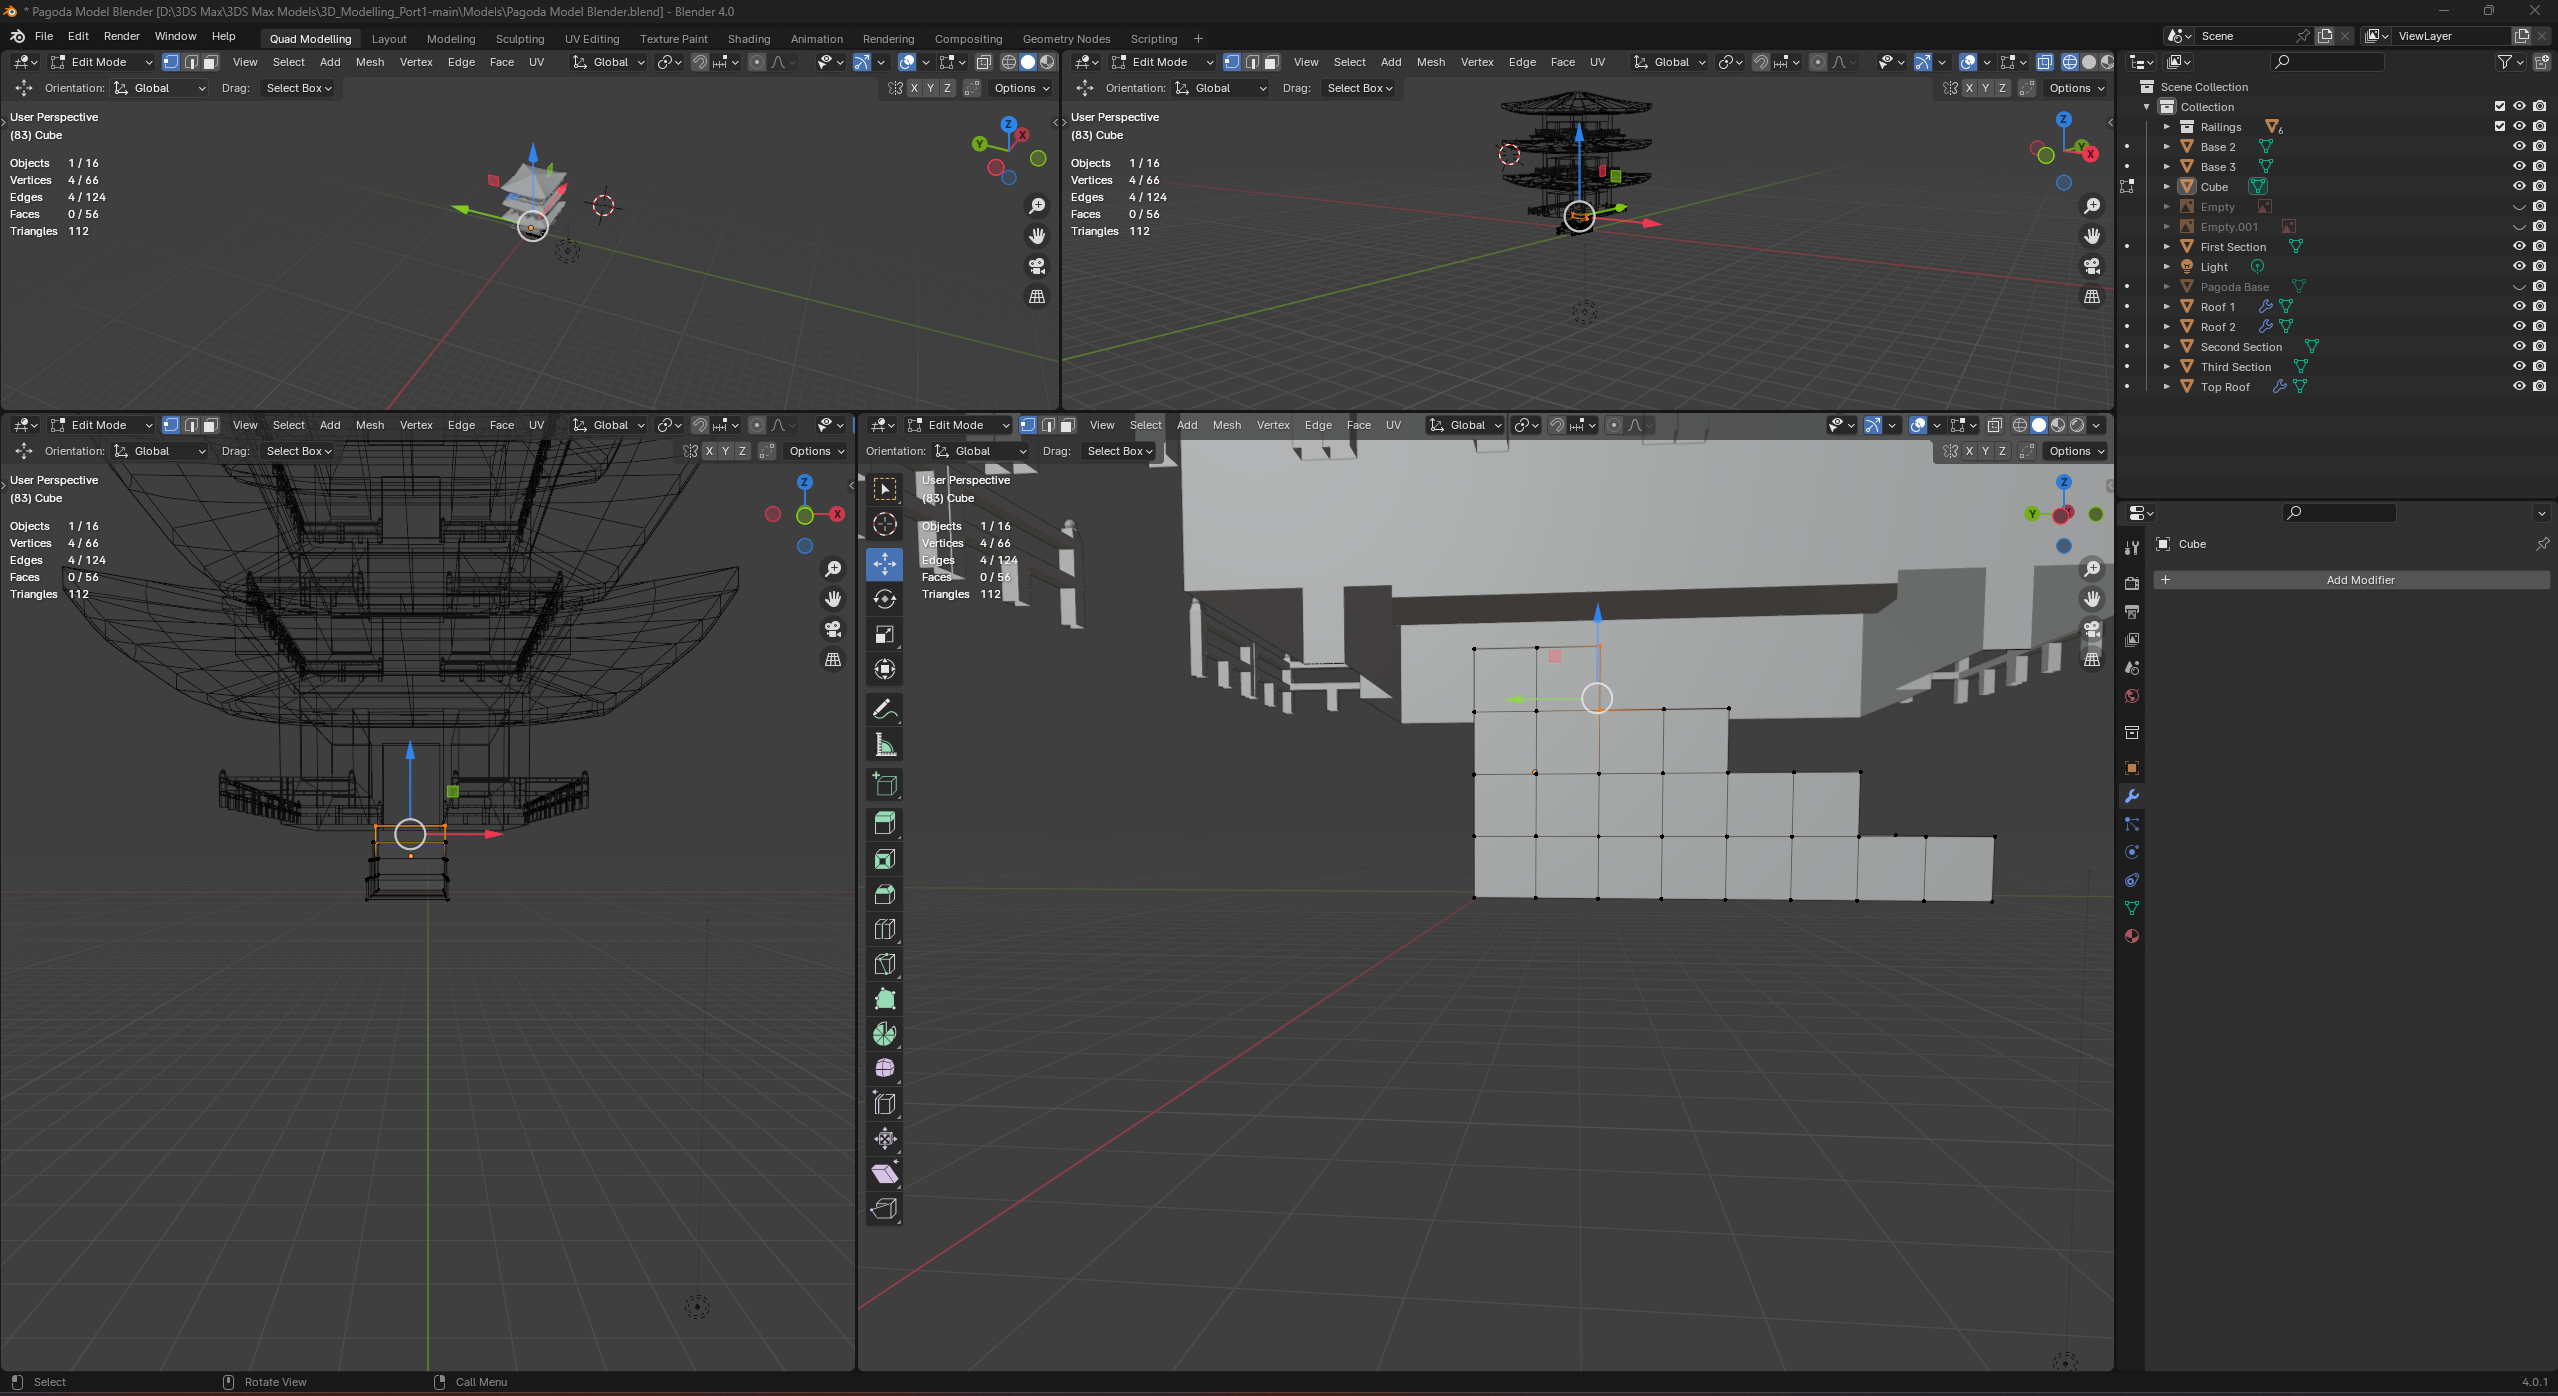 * Pagoda Model Blender [D:\3DS Max\3DS Max Models\3D_Modelling_Port1-main\Models\Pagoda Model Blender.blend] - Blender 4.0
File Edit Render Window Help Quad Modelling Layout Modeling Sculpting UV Editing Texture Paint Shading Animation Rendering Compositing Geometry Nodes Scripting + Scene ViewLayer
Edit Mode View Select Add Mesh Vertex Edge Face UV Global
Orientation: Global Drag: Select Box X Y Z Options
User Perspective
(83) Cube
Objects 1 / 16
Vertices 4 / 66
Edges 4 / 124
Faces 0 / 56
Triangles 112
Z
X
Y
Edit Mode View Select Add Mesh Vertex Edge Face UV Global
Orientation: Global Drag: Select Box X Y Z Options
User Perspective
(83) Cube
Objects 1 / 16
Vertices 4 / 66
Edges 4 / 124
Faces 0 / 56
Triangles 112
Z
Y
X
Edit Mode View Select Add Mesh Vertex Edge Face UV Global
Orientation: Global Drag: Select Box X Y Z Options
User Perspective
(83) Cube
Objects 1 / 16
Vertices 4 / 66
Edges 4 / 124
Faces 0 / 56
Triangles 112
Z
X
Edit Mode View Select Add Mesh Vertex Edge Face UV Global
Orientation: Global Drag: Select Box X Y Z Options
User Perspective
(83) Cube
Objects 1 / 16
Vertices 4 / 66
Edges 4 / 124
Faces 0 / 56
Triangles 112
Z
Y
Scene Collection
Collection
Railings 6
Base 2
Base 3
Cube
Empty
Empty.001
First Section
Light
Pagoda Base
Roof 1
Roof 2
Second Section
Third Section
Top Roof
Cube
+ Add Modifier
Select Rotate View Call Menu 4.0.1